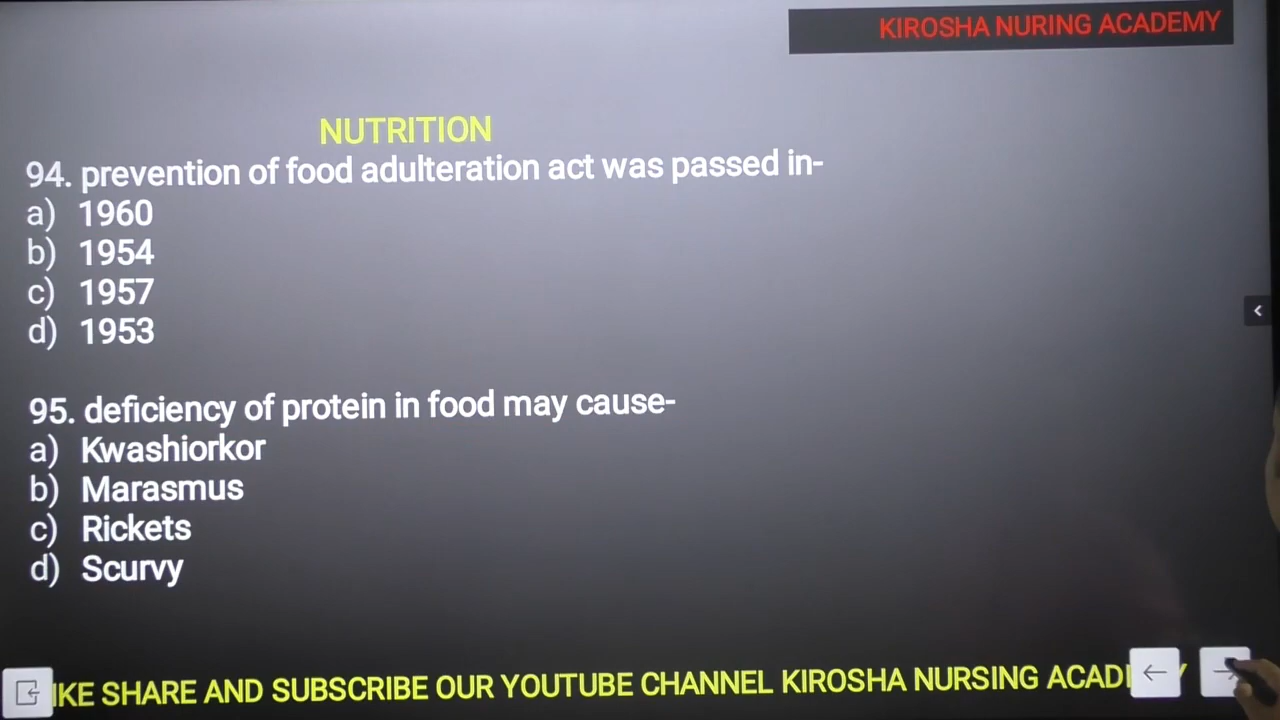 KIROSHA NURING ACADEMY
NUTRITION
94. prevention of food adulteration act was passed in-
a) 1960
b) 1954
c) 1957
d) 1953
95. deficiency of protein in food may cause-
a) Kwashiorkor
b) Marasmus
c) Rickets
d) Scurvy
IKE SHARE AND SUBSCRIBE OUR YOUTUBE CHANNEL KIROSHA NURSING